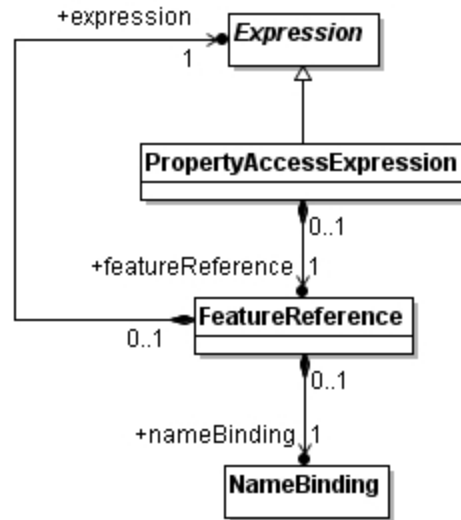 +expression
Expression
1
PropertyAccessExpression
0..1
+featureReference
1
FeatureReference
0..1
0..1
+nameBinding
1
NameBinding